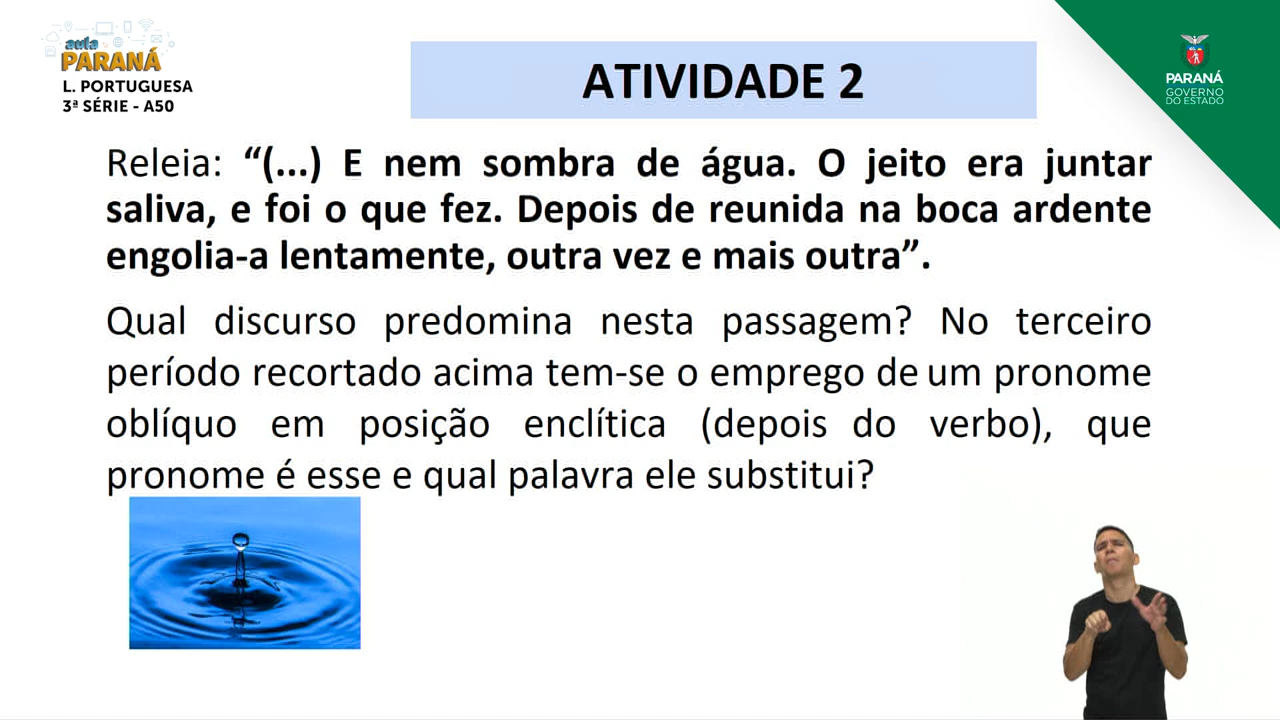 aula
PARANÁ
L. PORTUGUESA
3ª SÉRIE - A50
ATIVIDADE 2
PARANÁ
GOVERNO
DO ESTADO
Releia: “(...) E nem sombra de água. O jeito era juntar
saliva, e foi o que fez. Depois de reunida na boca ardente
engolia-a lentamente, outra vez e mais outra”.
Qual discurso predomina nesta passagem? No terceiro
período recortado acima tem-se o emprego de um pronome
oblíquo em posição enclítica (depois do verbo), que
pronome é esse e qual palavra ele substitui?